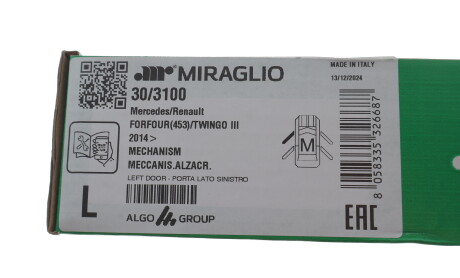 MIRAGLIO
MADE IN ITALY
13/12/2024
30/3100
Mercedes/Renault
FORFOUR(453)/TWINGO III
2014>
MECHANISM
MECCANIS.ALZACR.
LEFT DOOR - PORTA LATO SINISTRO
M
8 058335 326687
L
ALGO GROUP
EAC